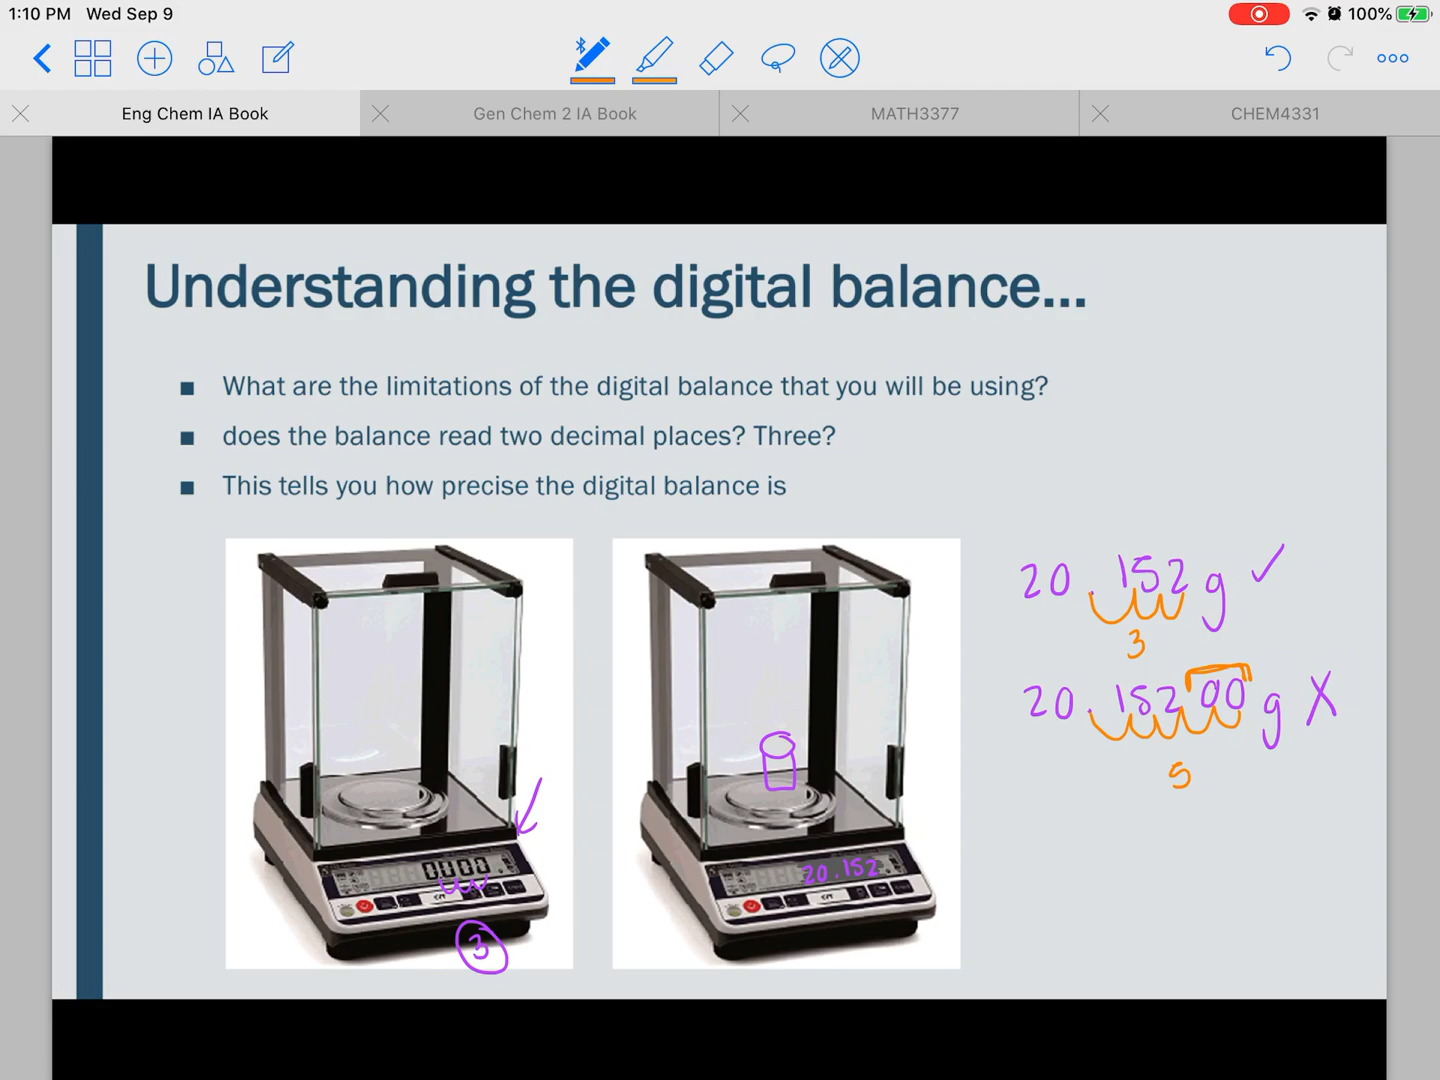 1:10 PM Wed Sep 9
100%
Eng Chem IA Book
Gen Chem 2 IA Book
MATH3377
CHEM4331
Understanding the digital balance...
■ What are the limitations of the digital balance that you will be using?
■ does the balance read two decimal places? Three?
■ This tells you how precise the digital balance is
20.152g ✓
3
20.15200g X
5
0.000
3
20.152